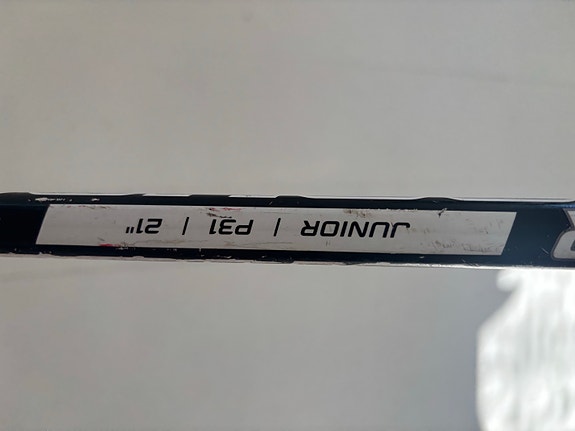 JUNIOR | P31 | 21"